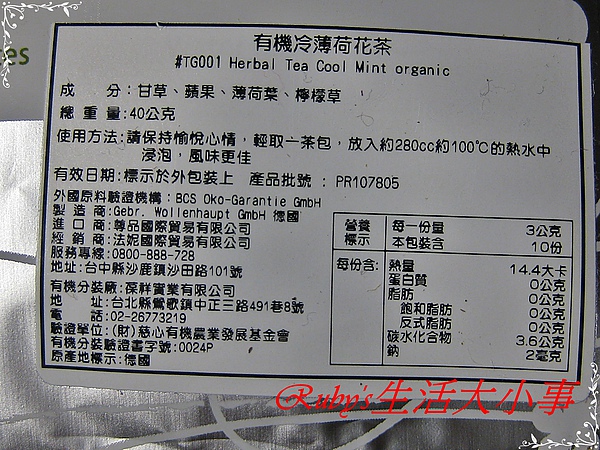 es
有機冷薄荷花茶
#TG001 Herbal Tea Cool Mint organic
成　　分:甘草、蘋果、薄荷葉、檸檬草
總 重 量:40公克
使用方法:請保持愉悅心情，輕取一茶包，放入約280cc約100℃的熱水中
浸泡，風味更佳
有效日期:標示於外包裝上　產品批號 : PR107805
外國原料驗證機構：BCS Oko-Garantie GmbH
製 造 商:Gebr. Wollenhaupt GmbH 德國
進 口 商:尊品國際貿易有限公司
經 銷 商:法妮國際貿易有限公司
服務專線:0800-888-728
地址:台中縣沙鹿鎮沙田路101號
有機分裝廠:葆祥實業有限公司
地　　址:台北縣鶯歌鎮中正三路491巷8號
電　　話:02-26773219
驗證單位:(財)慈心有機農業發展基金會
有機分裝驗證書字號:0024P
原產地標示:德國
營養標示
每一份量 3公克
本包裝含 10份
每份含:
熱量 14.4大卡
蛋白質 0公克
脂肪 0公克
飽和脂肪 0公克
反式脂肪 0公克
碳水化合物 3.6公克
鈉 2毫克
Ruby's生活大小事